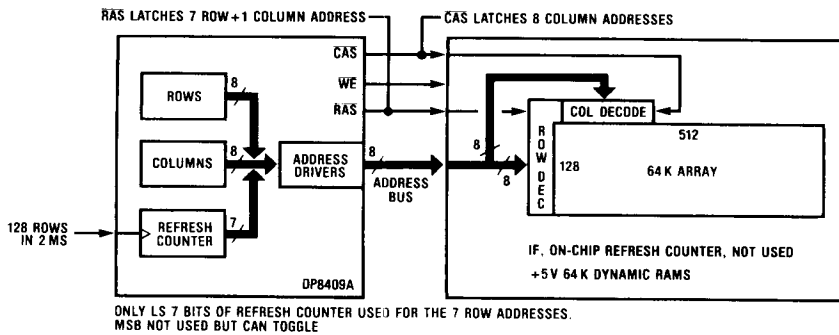 RAS LATCHES 7 ROW+1 COLUMN ADDRESS
CAS LATCHES 8 COLUMN ADDRESSES
CAS
WE
RAS
ROWS
8
COLUMNS
8
REFRESH
COUNTER
7
128 ROWS
IN 2 MS
ADDRESS
DRIVERS
8
ADDRESS
BUS
DP8409A
8
8
COL DECODE
ROW DEC
512
128
64K ARRAY
IF, ON-CHIP REFRESH COUNTER, NOT USED
+5V 64K DYNAMIC RAMS
ONLY LS 7 BITS OF REFRESH COUNTER USED FOR THE 7 ROW ADDRESSES.
MSB NOT USED BUT CAN TOGGLE